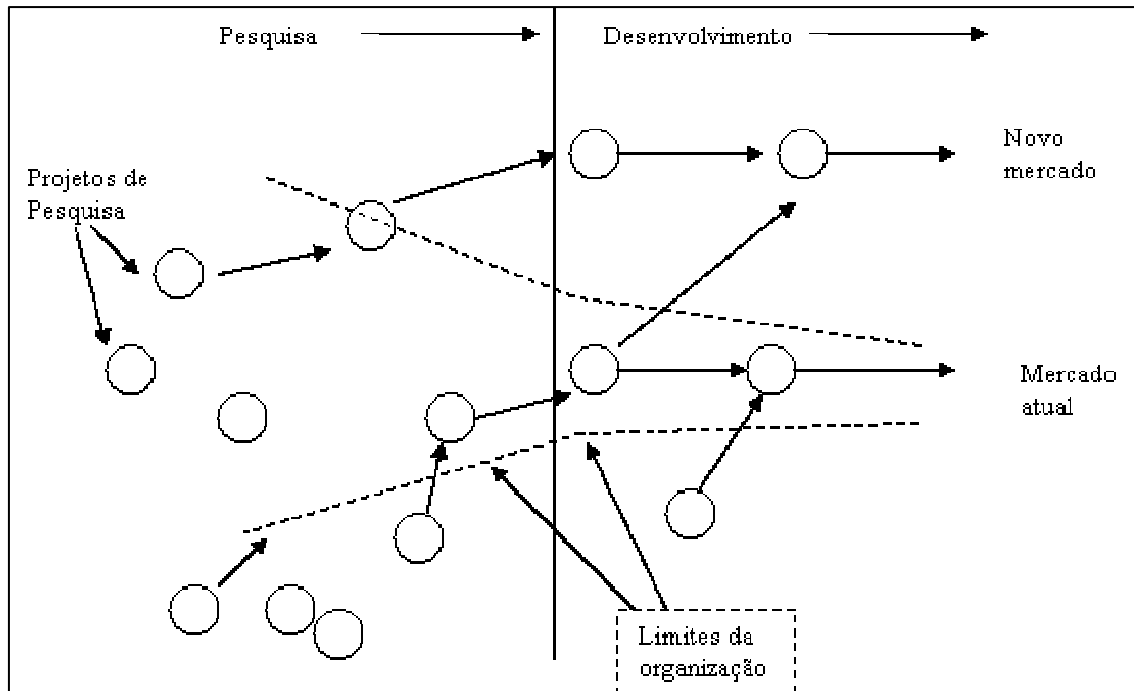 Pesquisa
Desenvolvimento
Novo
mercado
Projetos de
Pesquisa
Mercado
atual
Limites da
organização